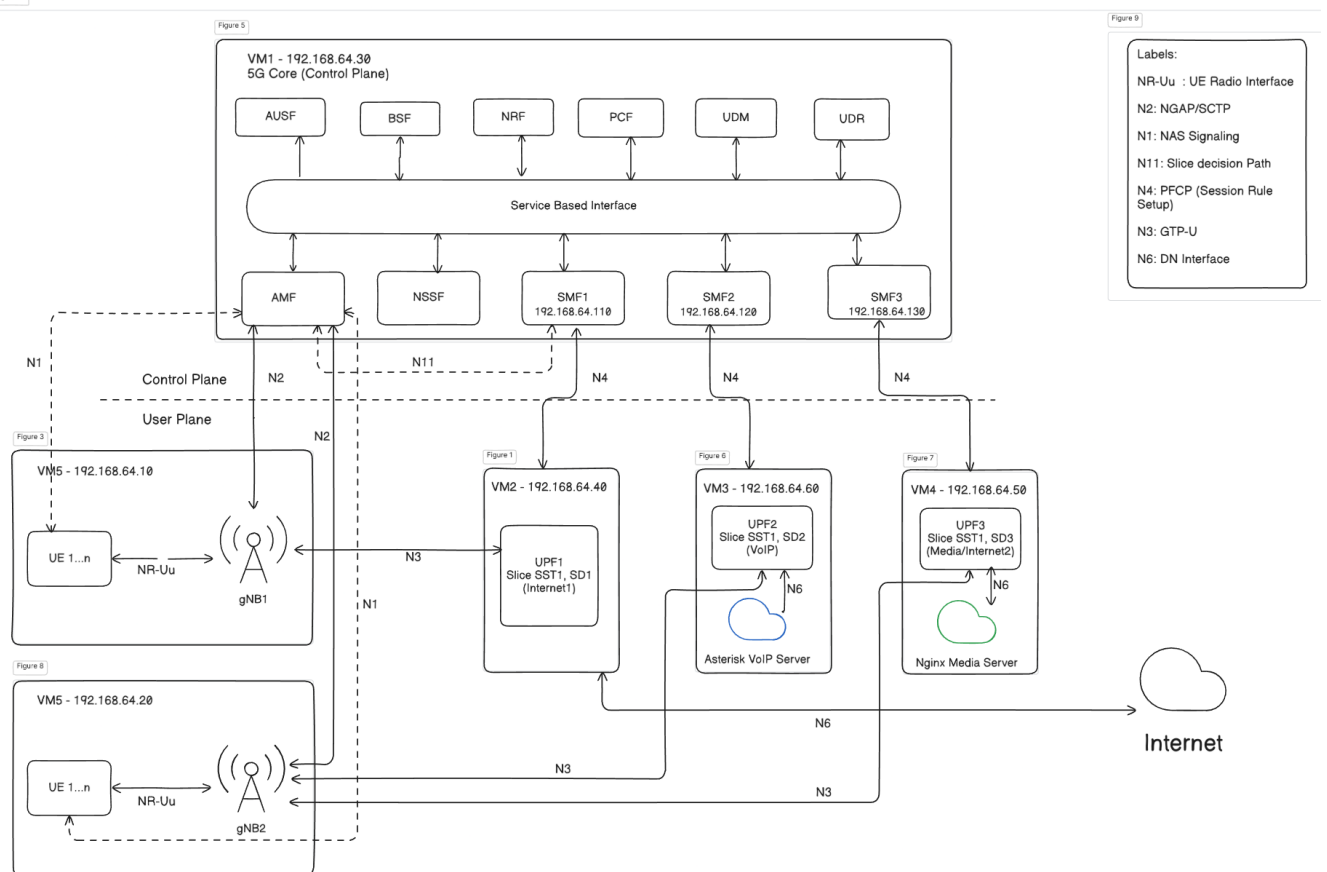 Figure 5
VM1 - 192.168.64.30
5G Core (Control Plane)
AUSF
BSF
NRF
PCF
UDM
UDR
Service Based Interface
AMF
NSSF
SMF1
192.168.64.110
SMF2
192.168.64.120
SMF3
192.168.64.130
Figure 9
Labels:
NR-Uu : UE Radio Interface
N2: NGAP/SCTP
N1: NAS Signaling
N11: Slice decision Path
N4: PFCP (Session Rule
Setup)
N3: GTP-U
N6: DN Interface
N1
N11
Control Plane
N2
N4
N4
N4
User Plane
N2
Figure 3
VM5 - 192.168.64.10
UE 1...n
NR-Uu
gNB1
N3
N1
Figure 1
VM2 - 192.168.64.40
UPF1
Slice SST1, SD1
(Internet1)
Figure 6
VM3 - 192.168.64.60
UPF2
Slice SST1, SD2
(VoIP)
N6
Asterisk VoIP Server
Figure 7
VM4 - 192.168.64.50
UPF3
Slice SST1, SD3
(Media/Internet2)
N6
Nginx Media Server
Figure 8
VM5 - 192.168.64.20
UE 1...n
NR-Uu
gNB2
N3
N3
N6
Internet